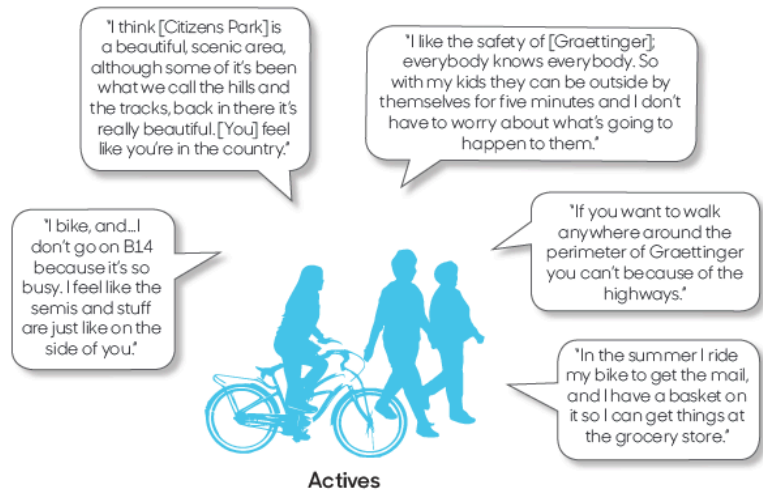 "I think [Citizens Park] is
a beautiful, scenic area,
although some of it's been
what we call the hills and
the tracks, back in there it's
really beautiful. [You] feel
like you're in the country."
"I like the safety of [Graettinger];
everybody knows everybody. So
with my kids they can be outside by
themselves for five minutes and I don't
have to worry about what's going to
happen to them."
"I bike, and...I
don't go on B14
because it's so
busy. I feel like the
semis and stuff
are just like on the
side of you."
"If you want to walk
anywhere around the
perimeter of Graettinger
you can't because of the
highways."
"In the summer I ride
my bike to get the mail,
and I have a basket on
it so I can get things at
the grocery store."
Actives